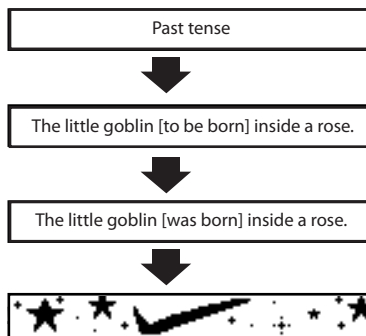 Past tense
The little goblin [to be born] inside a rose.
The little goblin [was born] inside a rose.